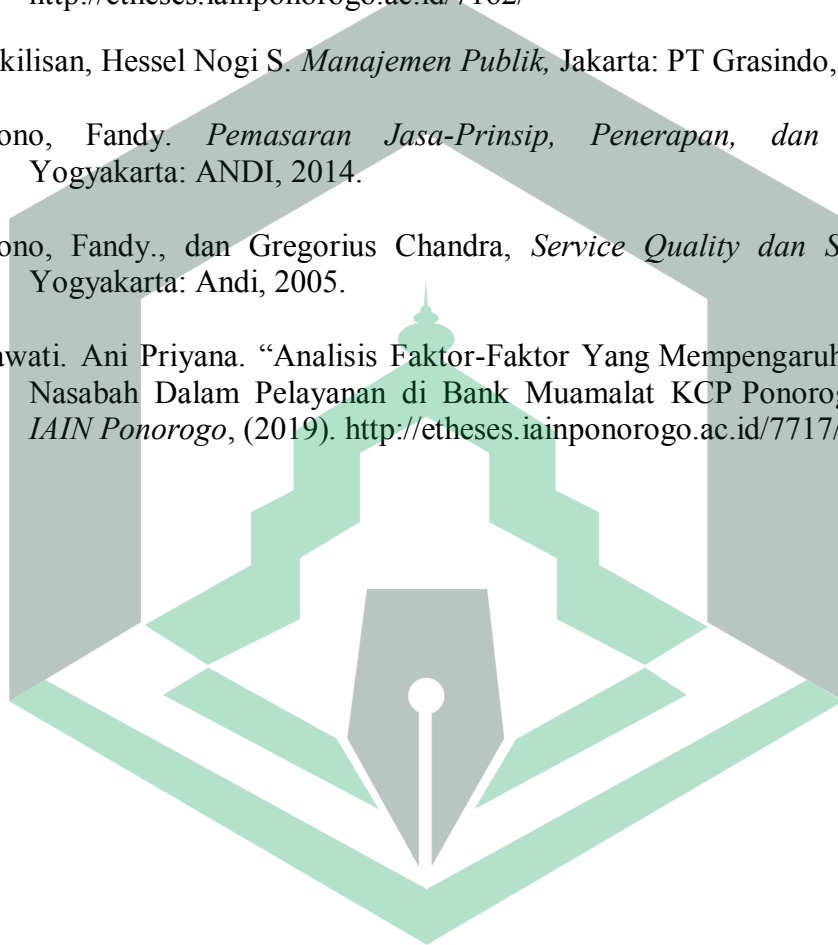 http://etheses.iainponorogo.ac.id/7162/
kilisan, Hessel Nogi S. Manajemen Publik, Jakarta: PT Grasindo,
ono, Fandy. Pemasaran Jasa-Prinsip, Penerapan, dan
Yogyakarta: ANDI, 2014.
ono, Fandy., dan Gregorius Chandra, Service Quality dan S
Yogyakarta: Andi, 2005.
awati. Ani Priyana. “Analisis Faktor-Faktor Yang Mempengaruh
Nasabah Dalam Pelayanan di Bank Muamalat KCP Ponorog
IAIN Ponorogo, (2019). http://etheses.iainponorogo.ac.id/7717/